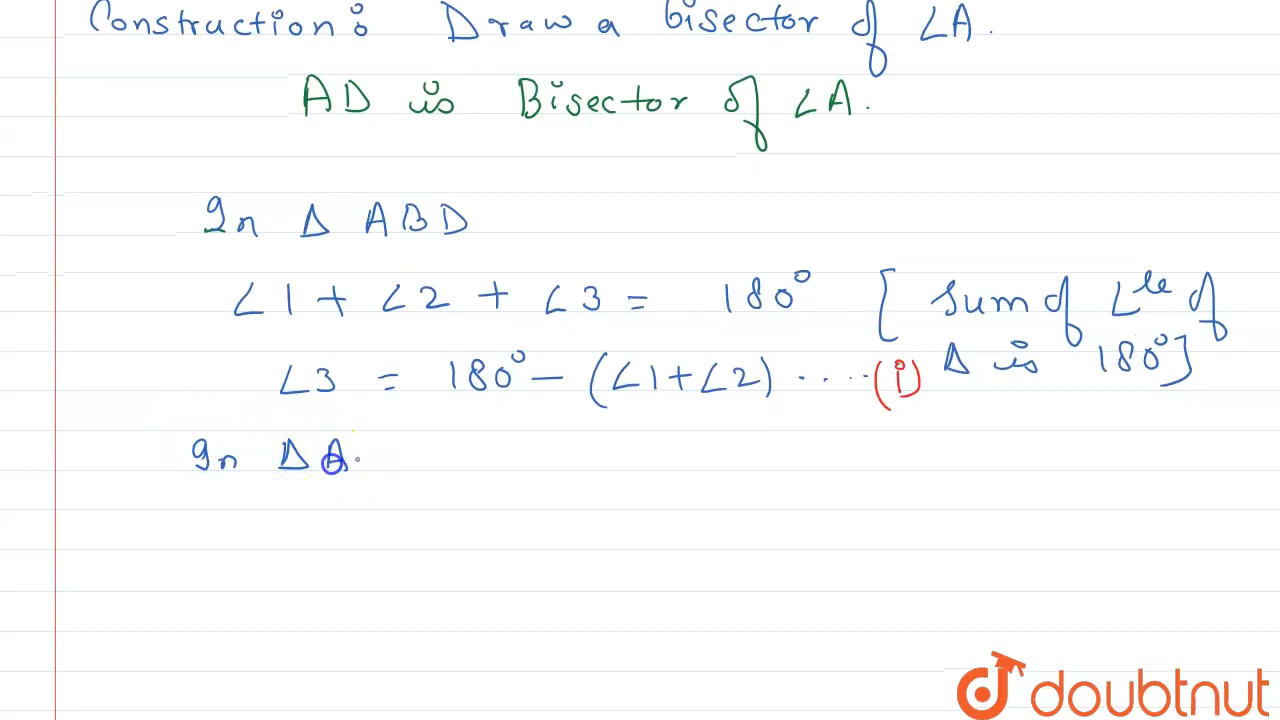 Construction: Draw a bisector of ∠A.
AD is Bisector of ∠A.
In Δ ABD
∠1 + ∠2 + ∠3 = 180° [Sum of ∠le of
Δ is 180°]
∠3 = 180° - (∠1+∠2) ....(i)
In Δ A
doubtnut